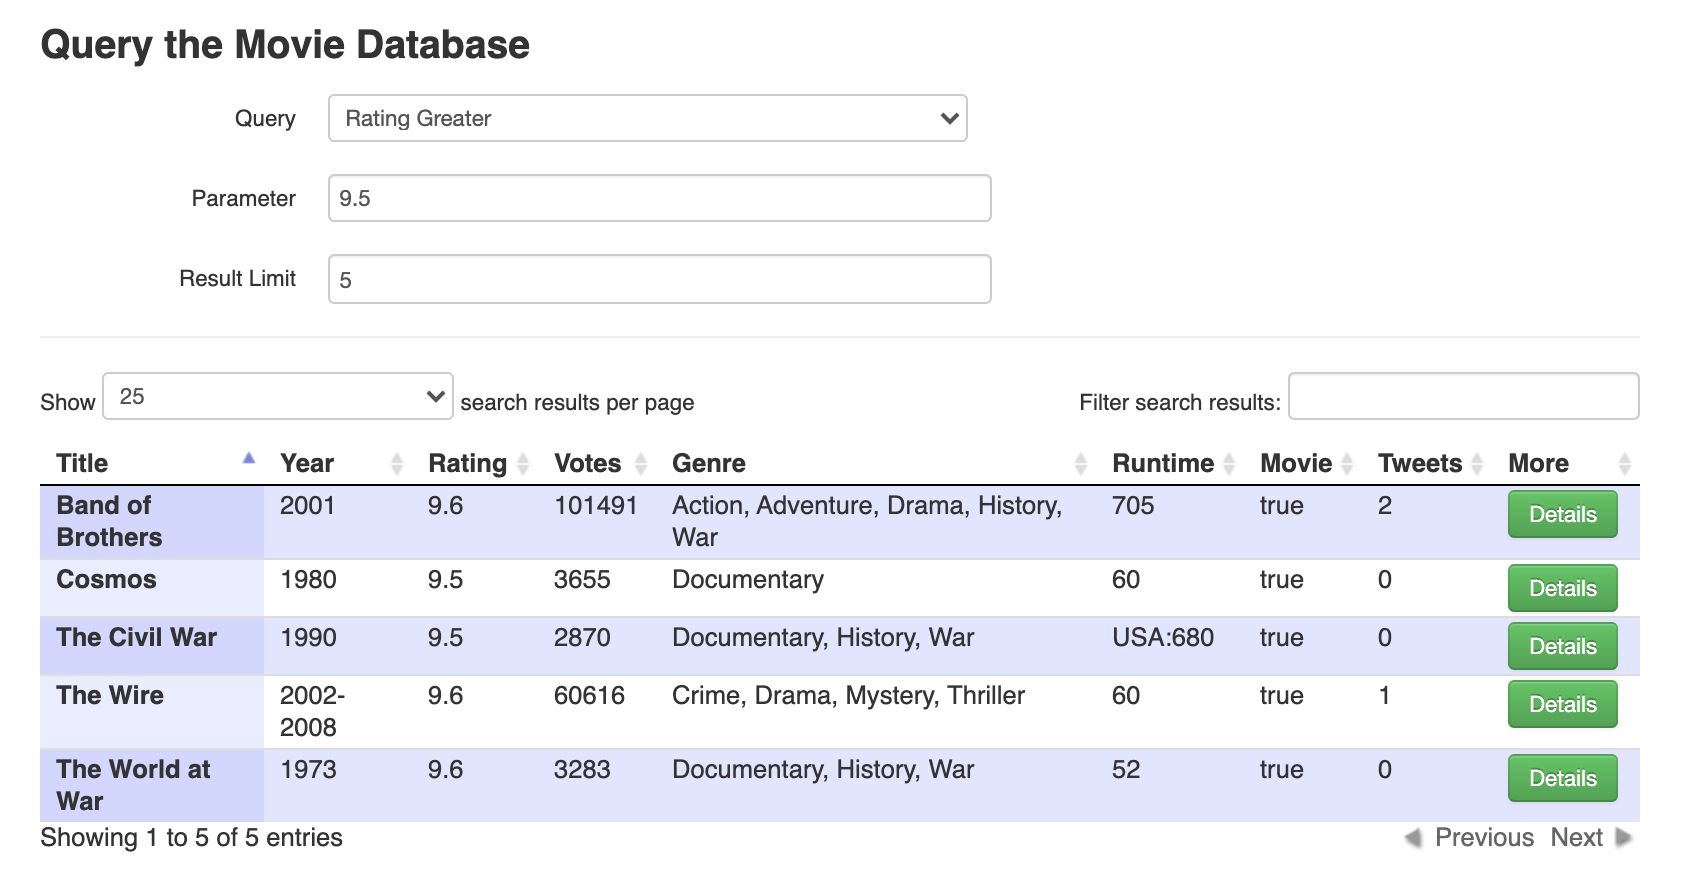 Query the Movie Database
Query Rating Greater
Parameter 9.5
Result Limit 5
Show 25 search results per page Filter search results:
Title Year Rating Votes Genre Runtime Movie Tweets More
Band of 2001 9.6 101491 Action, Adventure, Drama, History, 705 true 2 Details
Brothers War
Cosmos 1980 9.5 3655 Documentary 60 true 0 Details
The Civil War 1990 9.5 2870 Documentary, History, War USA:680 true 0 Details
The Wire 2002- 9.6 60616 Crime, Drama, Mystery, Thriller 60 true 1 Details
2008
The World at 1973 9.6 3283 Documentary, History, War 52 true 0 Details
War
Showing 1 to 5 of 5 entries Previous Next